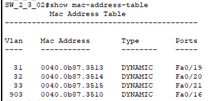 SW_2_3_02#show mac-address-table
Mac Address Table
-------------------------------------------
Vlan Mac Address Type Ports
---- ----------- -------- -----
31 0040.0b87.3513 DYNAMIC Fa0/19
32 0040.0b87.3514 DYNAMIC Fa0/20
33 0040.0b87.3515 DYNAMIC Fa0/21
903 0040.0b87.3510 DYNAMIC Fa0/16